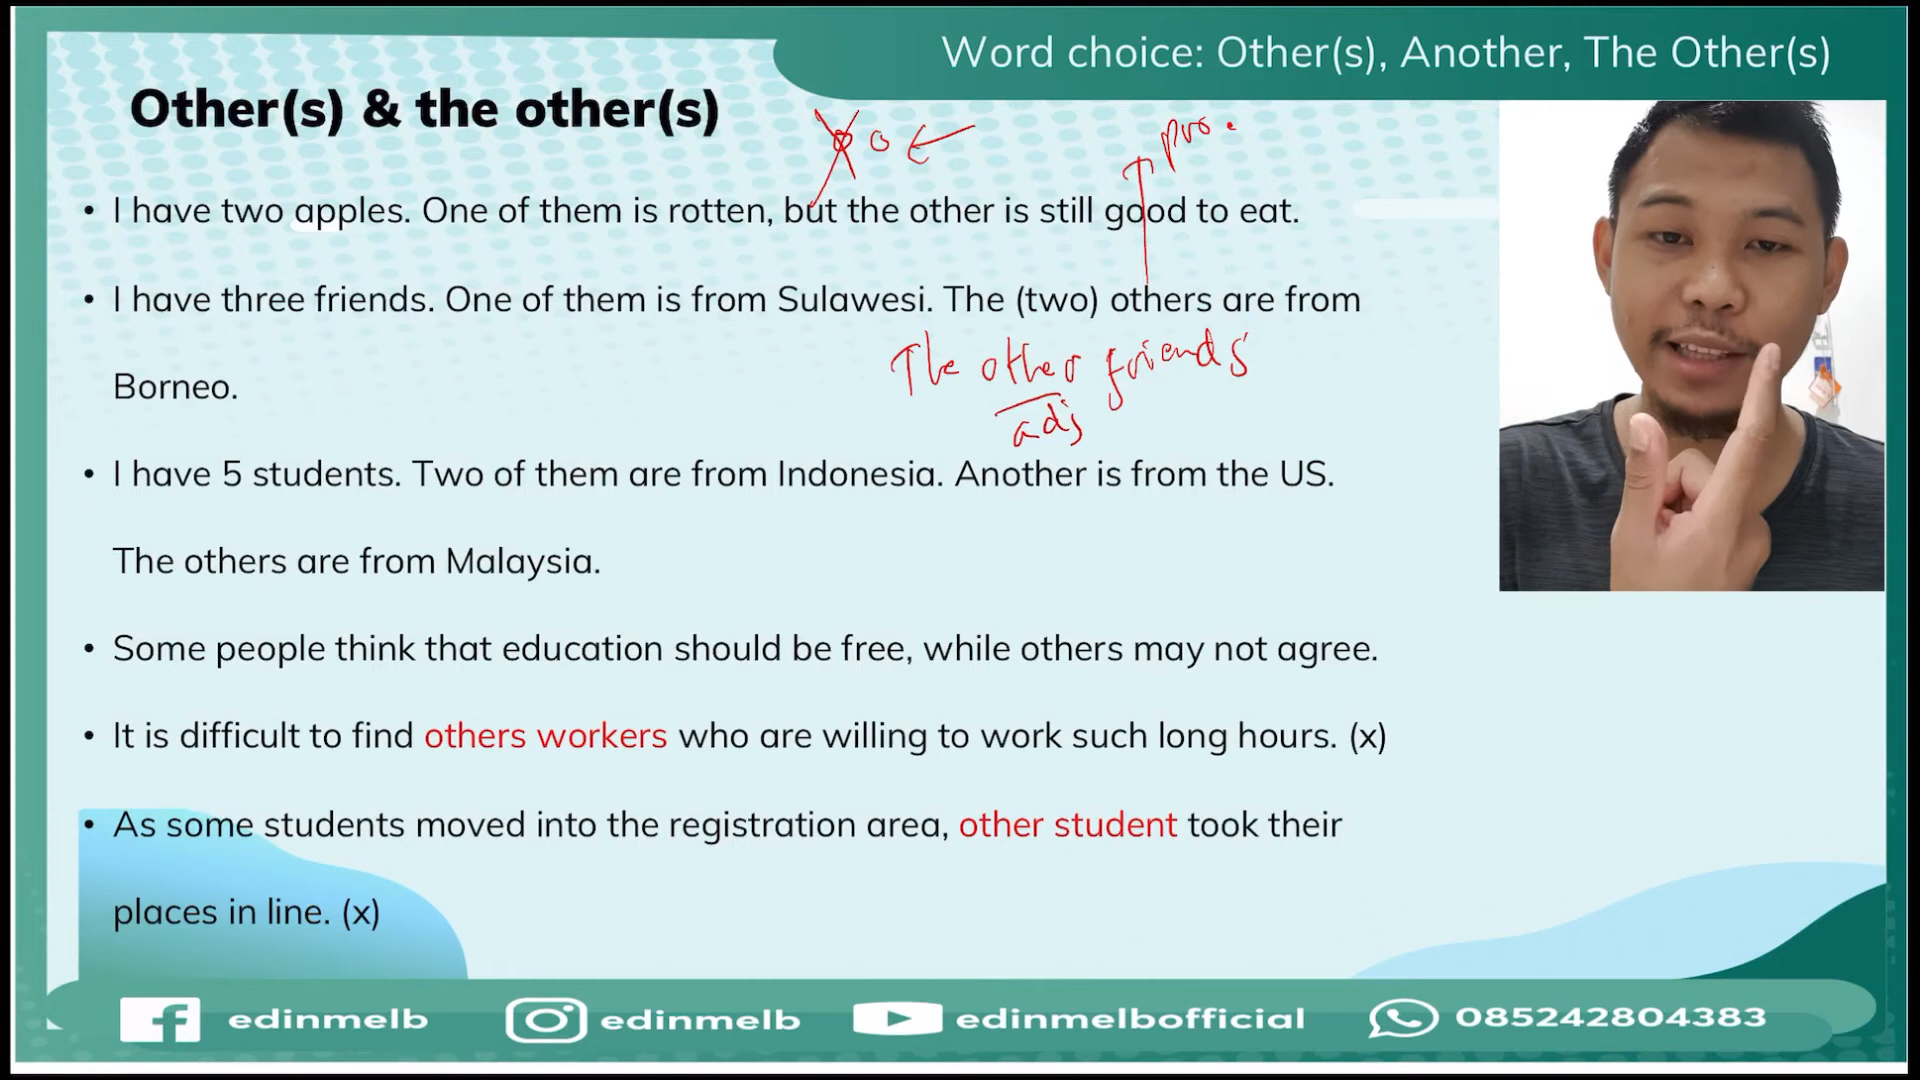 Word choice: Other(s), Another, The Other(s)
Other(s) & the other(s)
pro.
• I have two apples. One of them is rotten, but the other is still good to eat.
• I have three friends. One of them is from Sulawesi. The (two) others are from
The other friends
Borneo.
adj
• I have 5 students. Two of them are from Indonesia. Another is from the US.
The others are from Malaysia.
• Some people think that education should be free, while others may not agree.
• It is difficult to find others workers who are willing to work such long hours. (x)
• As some students moved into the registration area, other student took their
places in line. (x)
edinmelb edinmelb edinmelbofficial 085242804383